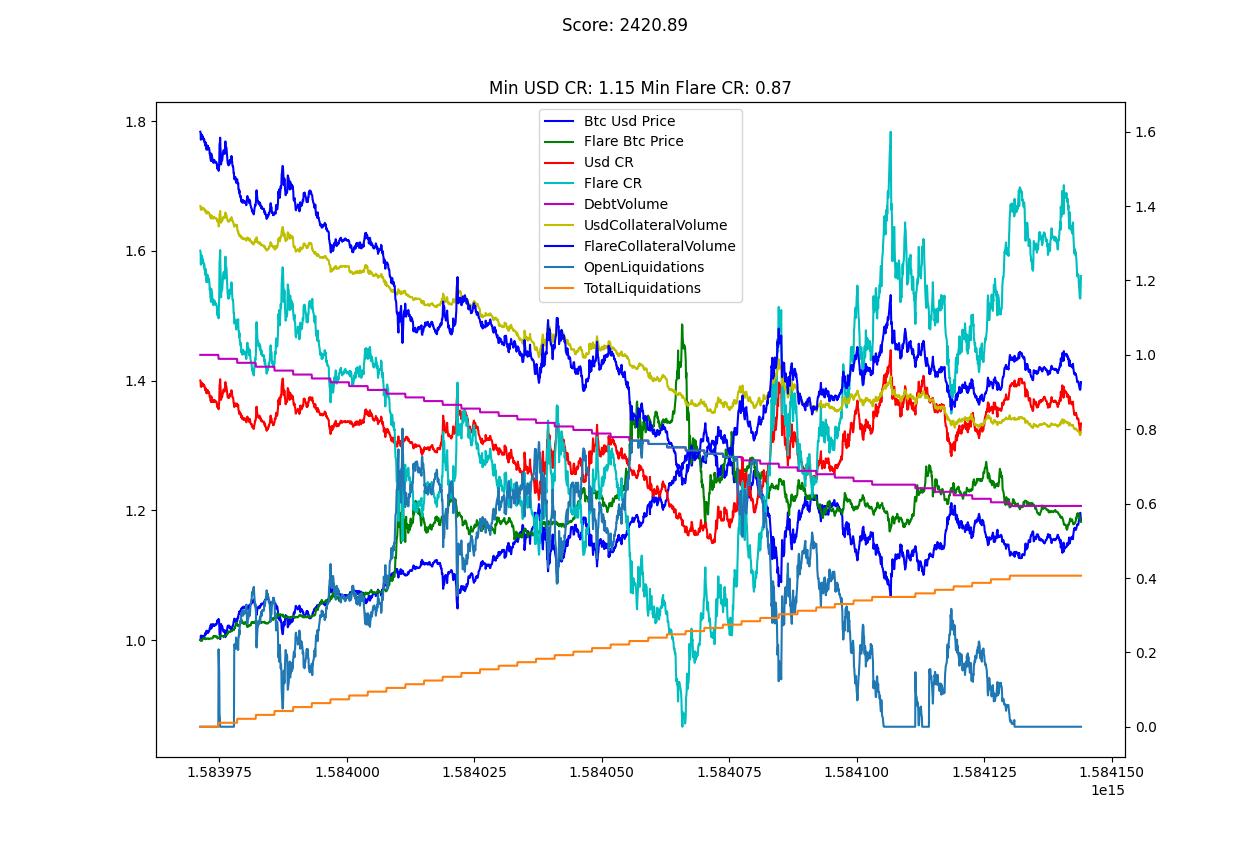 Score: 2420.89
Min USD CR: 1.15 Min Flare CR: 0.87
Btc Usd Price
Flare Btc Price
Usd CR
Flare CR
DebtVolume
UsdCollateralVolume
FlareCollateralVolume
OpenLiquidations
TotalLiquidations
1.8
1.6
1.4
1.2
1.0
1.6
1.4
1.2
1.0
0.8
0.6
0.4
0.2
0.0
1.583975 1.584000 1.584025 1.584050 1.584075 1.584100 1.584125 1.584150
1e15